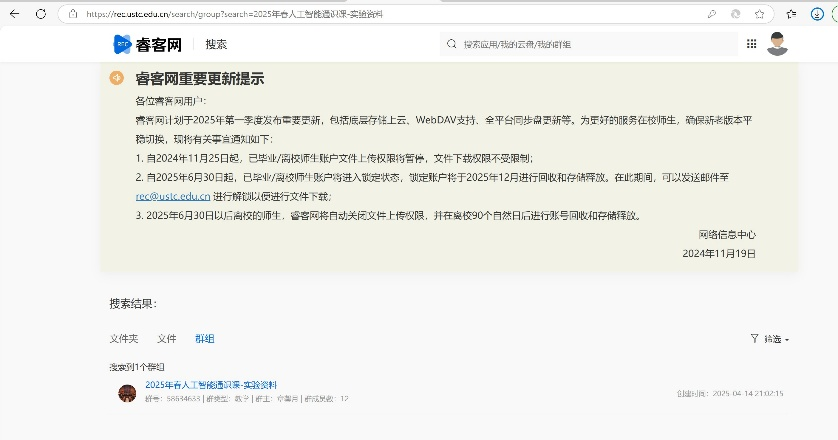 https://rec.ustc.edu.cn/search/group?search=2025年春人工智能通识课-实验资料
REC 睿客网 搜索
搜索应用/我的云盘/我的群组
睿客网重要更新提示
各位睿客网用户：
睿客网计划于2025年第一季度发布重要更新，包括底层存储上云、WebDAV支持、全平台同步盘更新等。为更好的服务在校师生，确保新老版本平
稳切换，现将有关事宜通知如下：
1. 自2024年11月25日起，已毕业/离校师生账户文件上传权限将暂停，文件下载权限不受限制；
2. 自2025年6月30日起，已毕业/离校师生账户将进入锁定状态，锁定账户将于2025年12月进行回收和存储释放。在此期间，可以发送邮件至
rec@ustc.edu.cn 进行解锁以便进行文件下载；
3. 2025年6月30日以后离校的师生，睿客网将自动关闭文件上传权限，并在离校90个自然日后进行账号回收和存储释放。
网络信息中心
2024年11月19日
搜索结果：
文件夹 文件 群组
筛选
搜索到1个群组
2025年春人工智能通识课-实验资料
群号：58634633 | 群类型：教学 | 群主： | 群成员数：12
创建时间：2025-04-14 21:02:15